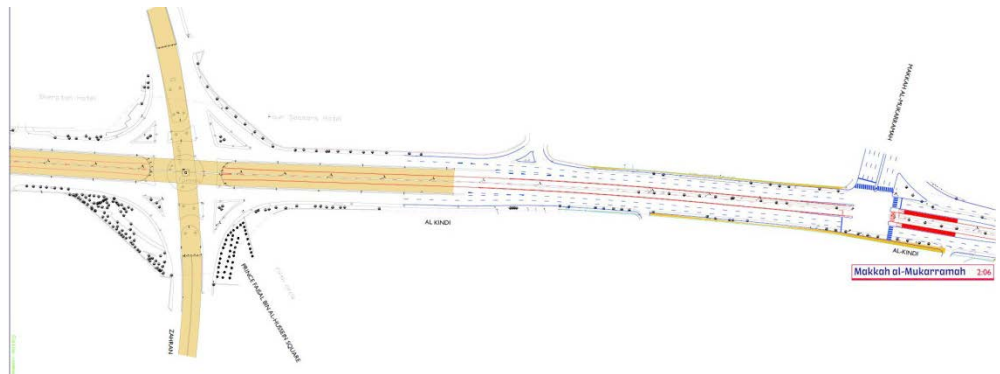 Sheraton Hotel
Four Seasons Hotel
MAKKAH AL-MUKARRAMAH
AL KINDI
AL-KINDI
Makkah al-Mukarramah 2:06
PRINCE FAISAL BIN AL-HUSSEIN SQUARE
ZAHRAN